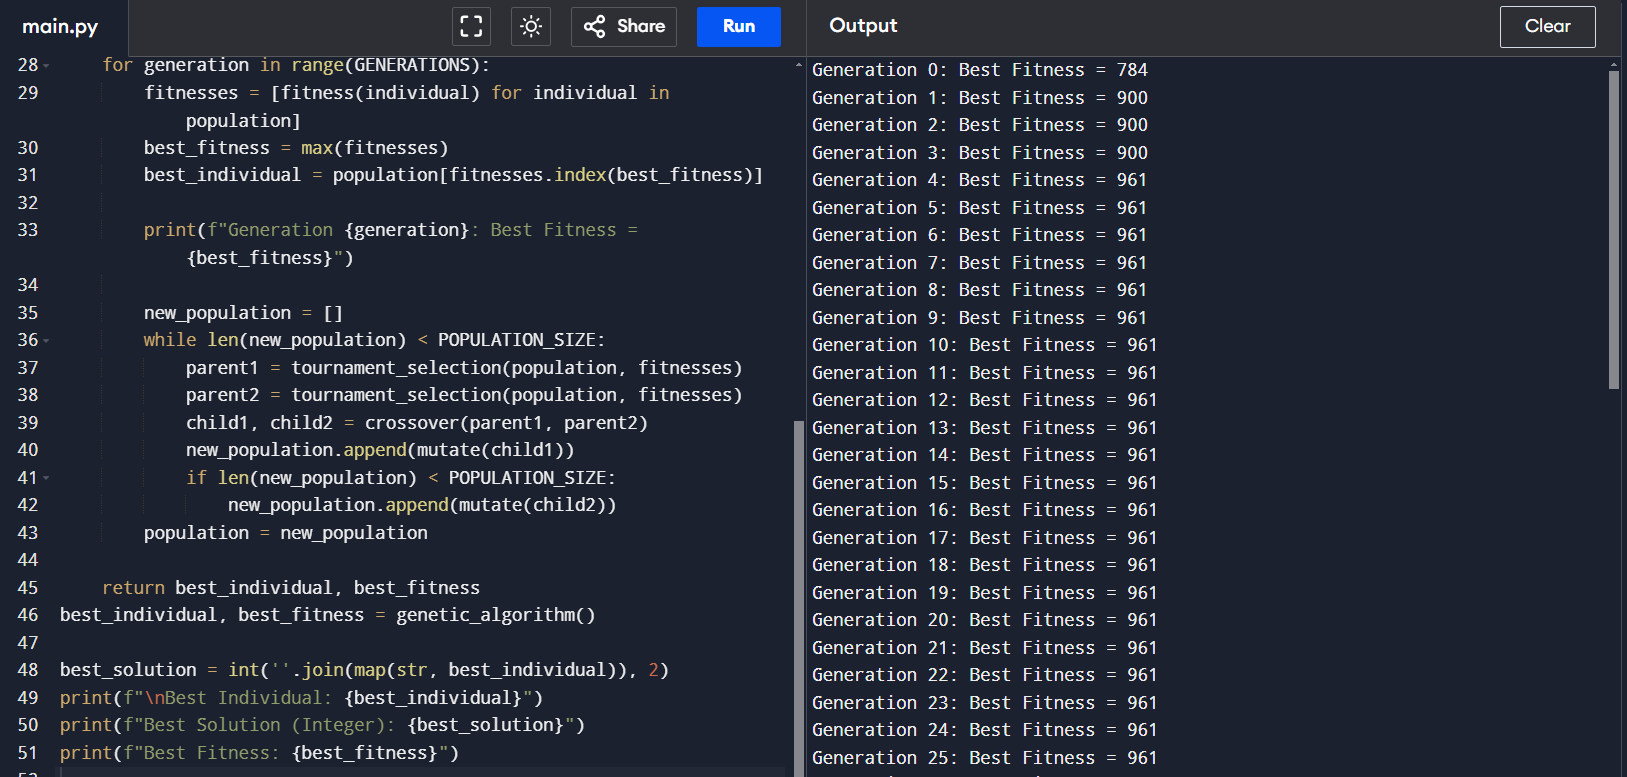 main.py
Share
Run
Output
Clear
28 for generation in range(GENERATIONS):
29 fitnesses = [fitness(individual) for individual in
population]
30 best_fitness = max(fitnesses)
31 best_individual = population[fitnesses.index(best_fitness)]
32
33 print(f"Generation {generation}: Best Fitness =
{best_fitness}")
34
35 new_population = []
36 while len(new_population) < POPULATION_SIZE:
37 parent1 = tournament_selection(population, fitnesses)
38 parent2 = tournament_selection(population, fitnesses)
39 child1, child2 = crossover(parent1, parent2)
40 new_population.append(mutate(child1))
41 if len(new_population) < POPULATION_SIZE:
42 new_population.append(mutate(child2))
43 population = new_population
44
45 return best_individual, best_fitness
46 best_individual, best_fitness = genetic_algorithm()
47
48 best_solution = int(''.join(map(str, best_individual)), 2)
49 print(f"\nBest Individual: {best_individual}")
50 print(f"Best Solution (Integer): {best_solution}")
51 print(f"Best Fitness: {best_fitness}")
Generation 0: Best Fitness = 784
Generation 1: Best Fitness = 900
Generation 2: Best Fitness = 900
Generation 3: Best Fitness = 900
Generation 4: Best Fitness = 961
Generation 5: Best Fitness = 961
Generation 6: Best Fitness = 961
Generation 7: Best Fitness = 961
Generation 8: Best Fitness = 961
Generation 9: Best Fitness = 961
Generation 10: Best Fitness = 961
Generation 11: Best Fitness = 961
Generation 12: Best Fitness = 961
Generation 13: Best Fitness = 961
Generation 14: Best Fitness = 961
Generation 15: Best Fitness = 961
Generation 16: Best Fitness = 961
Generation 17: Best Fitness = 961
Generation 18: Best Fitness = 961
Generation 19: Best Fitness = 961
Generation 20: Best Fitness = 961
Generation 21: Best Fitness = 961
Generation 22: Best Fitness = 961
Generation 23: Best Fitness = 961
Generation 24: Best Fitness = 961
Generation 25: Best Fitness = 961